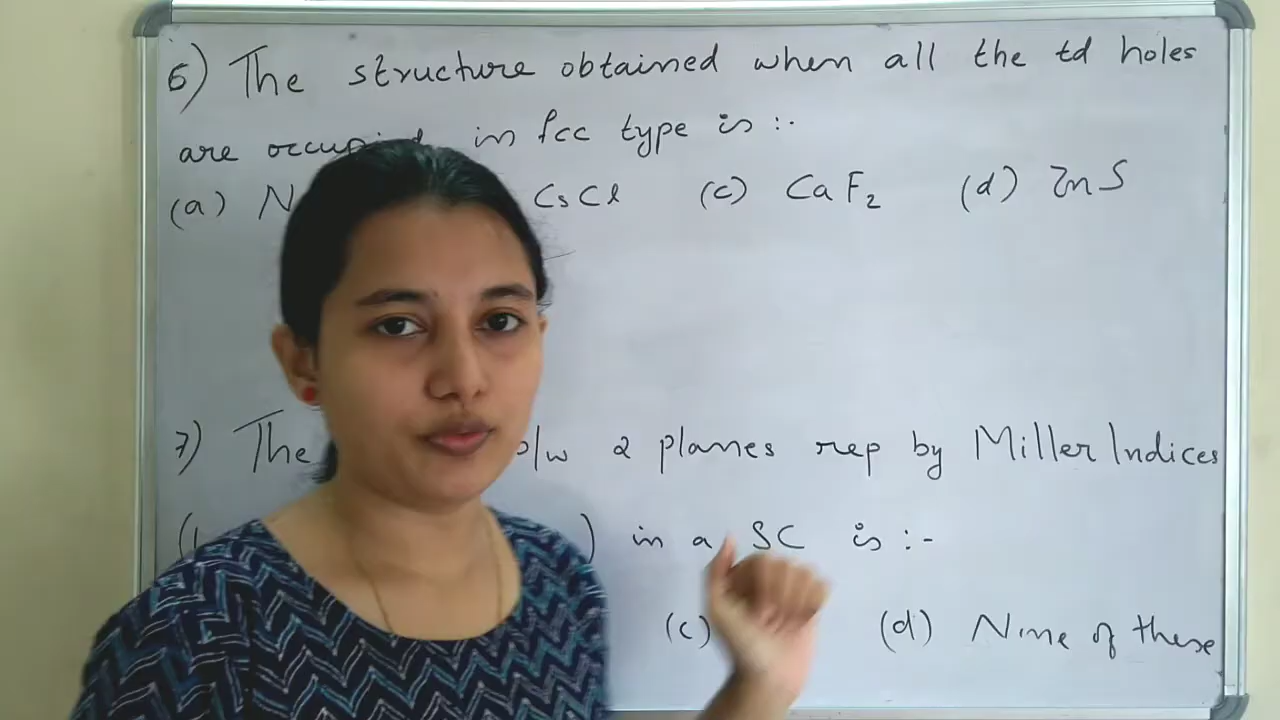 6) The structure obtained when all the td holes
are in fcc type is :-
(a) N CsCl (c) CaF2 (d) ZnS
7) The b/w 2 planes rep by Miller Indices
( ) in a SC is :-
(c) (d) None of these